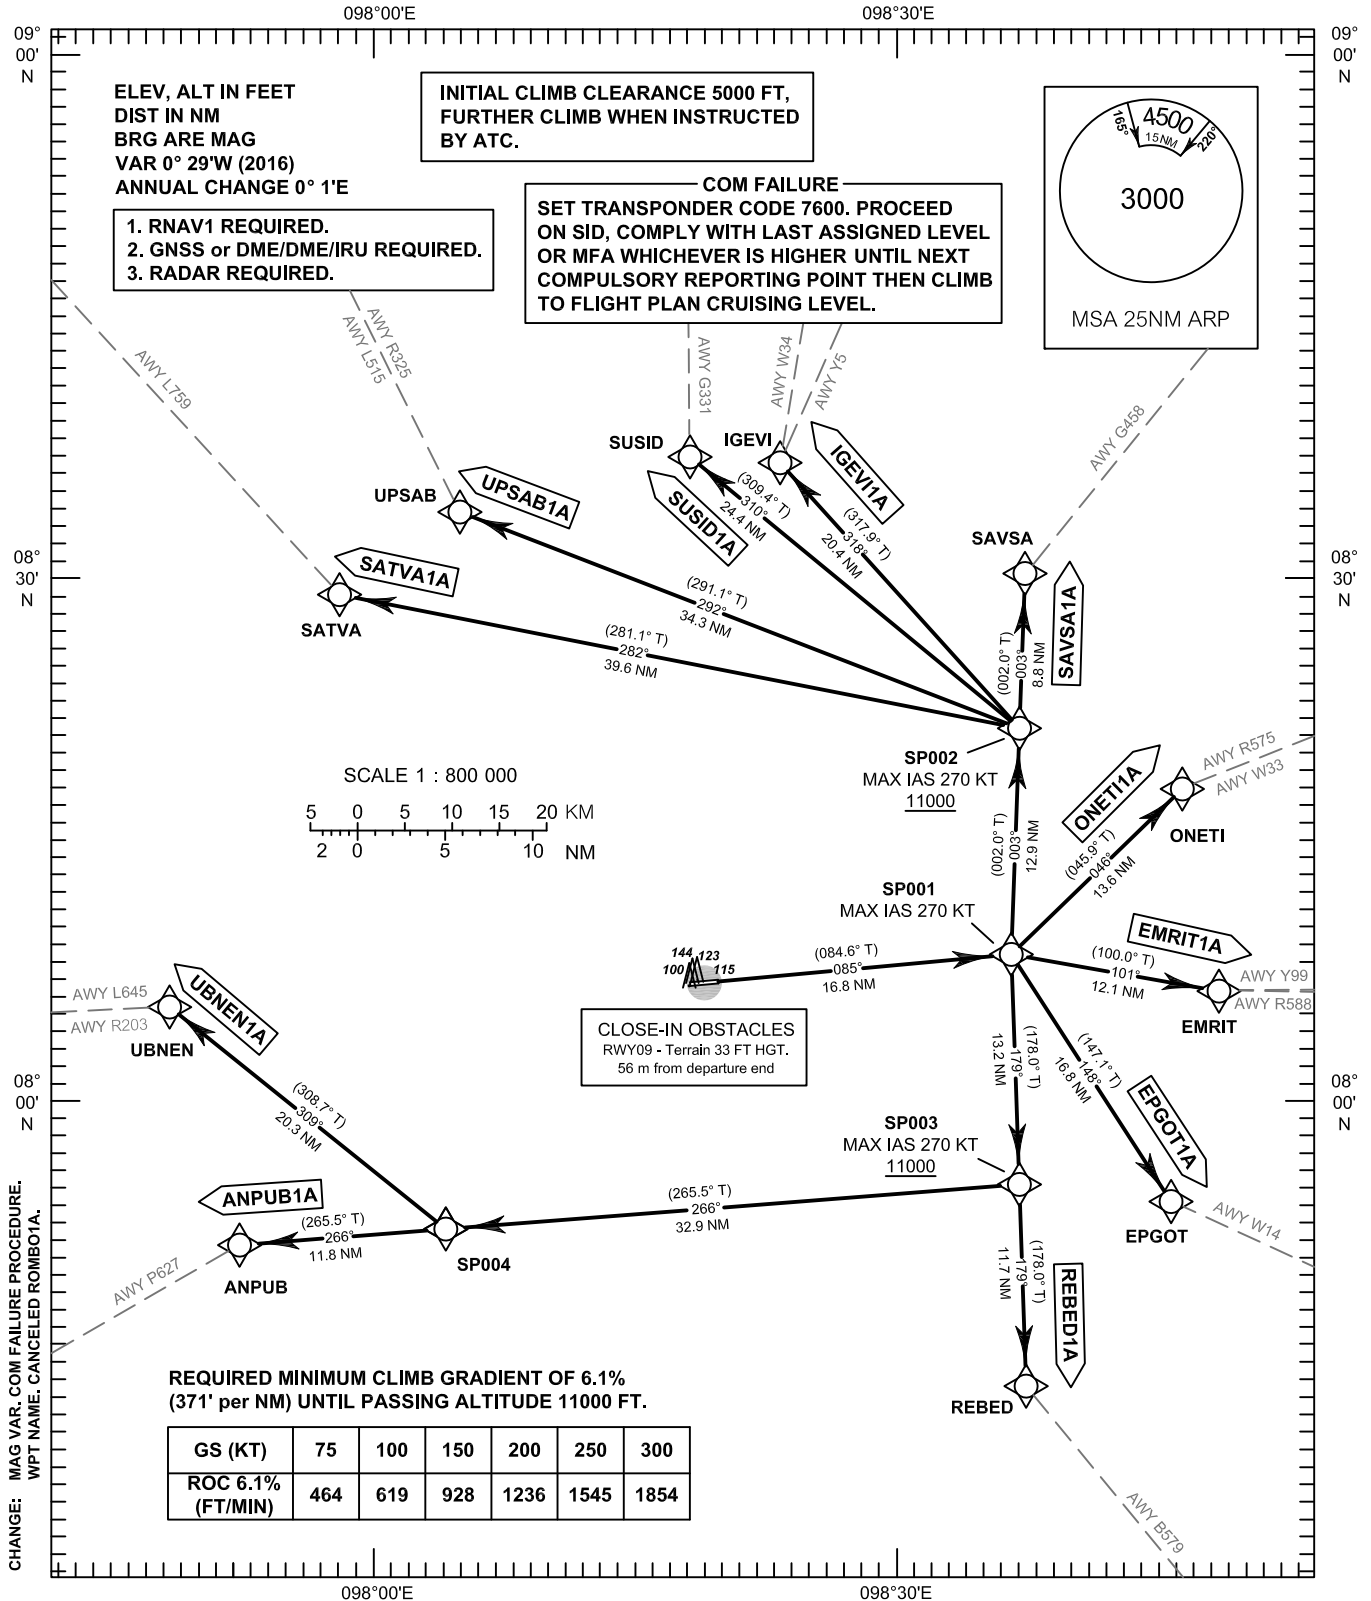 098°00'E
098°30'E
09°
00'
N
09°
00'
N
ELEV, ALT IN FEET
DIST IN NM
BRG ARE MAG
VAR 0° 29'W (2016)
ANNUAL CHANGE 0° 1'E
INITIAL CLIMB CLEARANCE 5000 FT,
FURTHER CLIMB WHEN INSTRUCTED
BY ATC.
165°
4500
15NM
220°
3000
MSA 25NM ARP
1. RNAV1 REQUIRED.
2. GNSS or DME/DME/IRU REQUIRED.
3. RADAR REQUIRED.
COM FAILURE
SET TRANSPONDER CODE 7600. PROCEED
ON SID, COMPLY WITH LAST ASSIGNED LEVEL
OR MFA WHICHEVER IS HIGHER UNTIL NEXT
COMPULSORY REPORTING POINT THEN CLIMB
TO FLIGHT PLAN CRUISING LEVEL.
AWY L759
AWY R325
AWY L515
AWY G331
AWY W34
AWY Y5
AWY G458
SUSID
IGEVI
UPSAB
UPSAB1A
SUSID1A
IGEVI1A
(309.4° T)
310°
24.4 NM
(317.9° T)
318°
20.4 NM
SAVSA
08°
30'
N
08°
30'
N
SATVA1A
SATVA
(291.1° T)
292°
34.3 NM
(281.1° T)
282°
39.6 NM
(002.0° T)
003°
8.8 NM
SAVSA1A
SP002
MAX IAS 270 KT
11000
SCALE 1 : 800 000
5 0 5 10 15 20 KM
2 0 5 10 NM
AWY R575
AWY W33
ONETI1A
ONETI
(002.0° T)
003°
12.9 NM
(045.9° T)
046°
13.6 NM
SP001
MAX IAS 270 KT
144
123
100
115
(084.6° T)
085°
16.8 NM
EMRIT1A
(100.0° T)
101°
12.1 NM
AWY Y99
AWY R588
EMRIT
AWY L645
AWY R203
UBNEN
UBNEN1A
CLOSE-IN OBSTACLES
RWY09 - Terrain 33 FT HGT.
56 m from departure end
(178.0° T)
179°
13.2 NM
(147.1° T)
148°
16.8 NM
08°
00'
N
08°
00'
N
(308.7° T)
309°
20.3 NM
SP003
MAX IAS 270 KT
11000
EPGOT1A
EPGOT
AWY W14
ANPUB1A
(265.5° T)
266°
32.9 NM
(265.5° T)
266°
11.8 NM
SP004
ANPUB
AWY P627
(178.0° T)
179°
11.7 NM
REBED1A
REBED
AWY B579
REQUIRED MINIMUM CLIMB GRADIENT OF 6.1%
(371' per NM) UNTIL PASSING ALTITUDE 11000 FT.
GS (KT) 75 100 150 200 250 300
ROC 6.1%
(FT/MIN) 464 619 928 1236 1545 1854
CHANGE: MAG VAR. COM FAILURE PROCEDURE.
WPT NAME. CANCELED ROMBO1A.
098°00'E
098°30'E